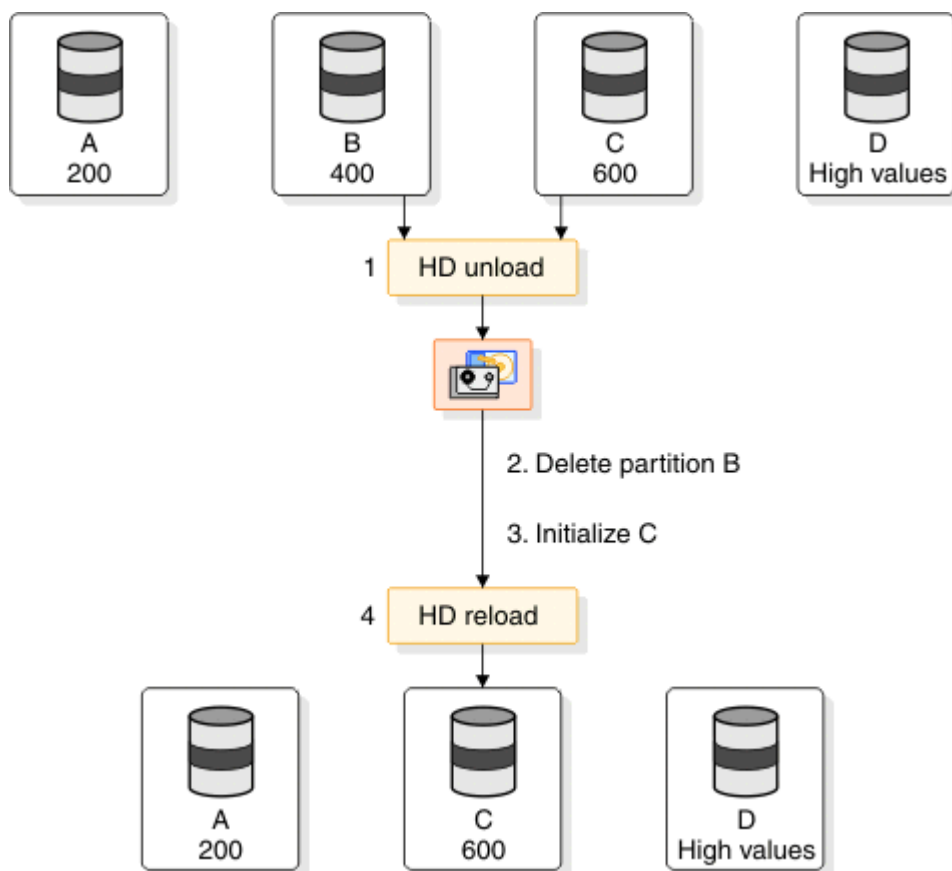 A
200
B
400
C
600
D
High values
1
HD unload
2. Delete partition B
3. Initialize C
4
HD reload
A
200
C
600
D
High values